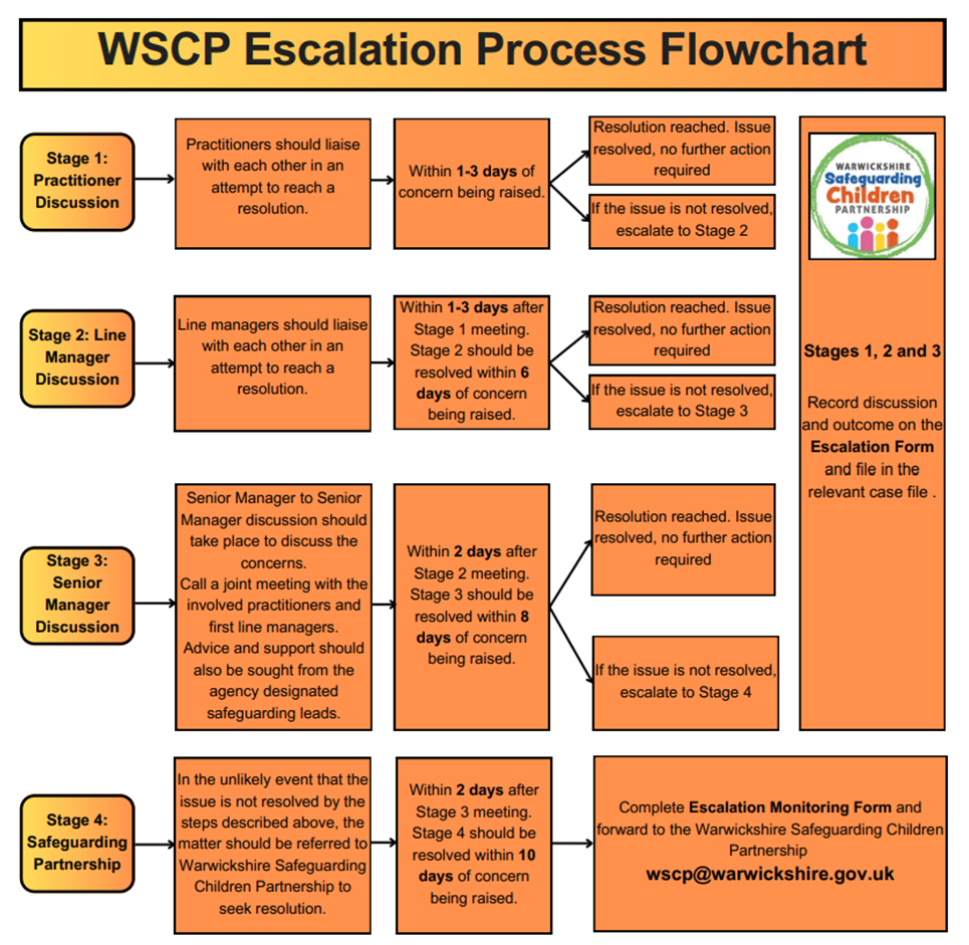 WSCP Escalation Process Flowchart
Stage 1:
Practitioner
Discussion
Practitioners should liaise
with each other in an
attempt to reach a
resolution.
Within 1-3 days of
concern being raised.
Resolution reached. Issue
resolved, no further action
required
If the issue is not resolved,
escalate to Stage 2
WARWICKSHIRE
Safeguarding
Children
PARTNERSHIP
Stages 1, 2 and 3
Record discussion
and outcome on the
Escalation Form
and file in the
relevant case file .
Stage 2: Line
Manager
Discussion
Line managers should liaise
with each other in an
attempt to reach a
resolution.
Within 1-3 days after
Stage 1 meeting.
Stage 2 should be
resolved within 6
days of concern
being raised.
Resolution reached. Issue
resolved, no further action
required
If the issue is not resolved,
escalate to Stage 3
Stage 3:
Senior
Manager
Discussion
Senior Manager to Senior
Manager discussion should
take place to discuss the
concerns.
Call a joint meeting with the
involved practitioners and
first line managers.
Advice and support should
also be sought from the
agency designated
safeguarding leads.
Within 2 days after
Stage 2 meeting.
Stage 3 should be
resolved within 8
days of concern
being raised.
Resolution reached. Issue
resolved, no further action
required
If the issue is not resolved,
escalate to Stage 4
Stage 4:
Safeguarding
Partnership
In the unlikely event that the
issue is not resolved by the
steps described above, the
matter should be referred to
Warwickshire Safeguarding
Children Partnership to
seek resolution.
Within 2 days after
Stage 3 meeting.
Stage 4 should be
resolved within 10
days of concern
being raised.
Complete Escalation Monitoring Form and
forward to the Warwickshire Safeguarding Children
Partnership
wscp@warwickshire.gov.uk